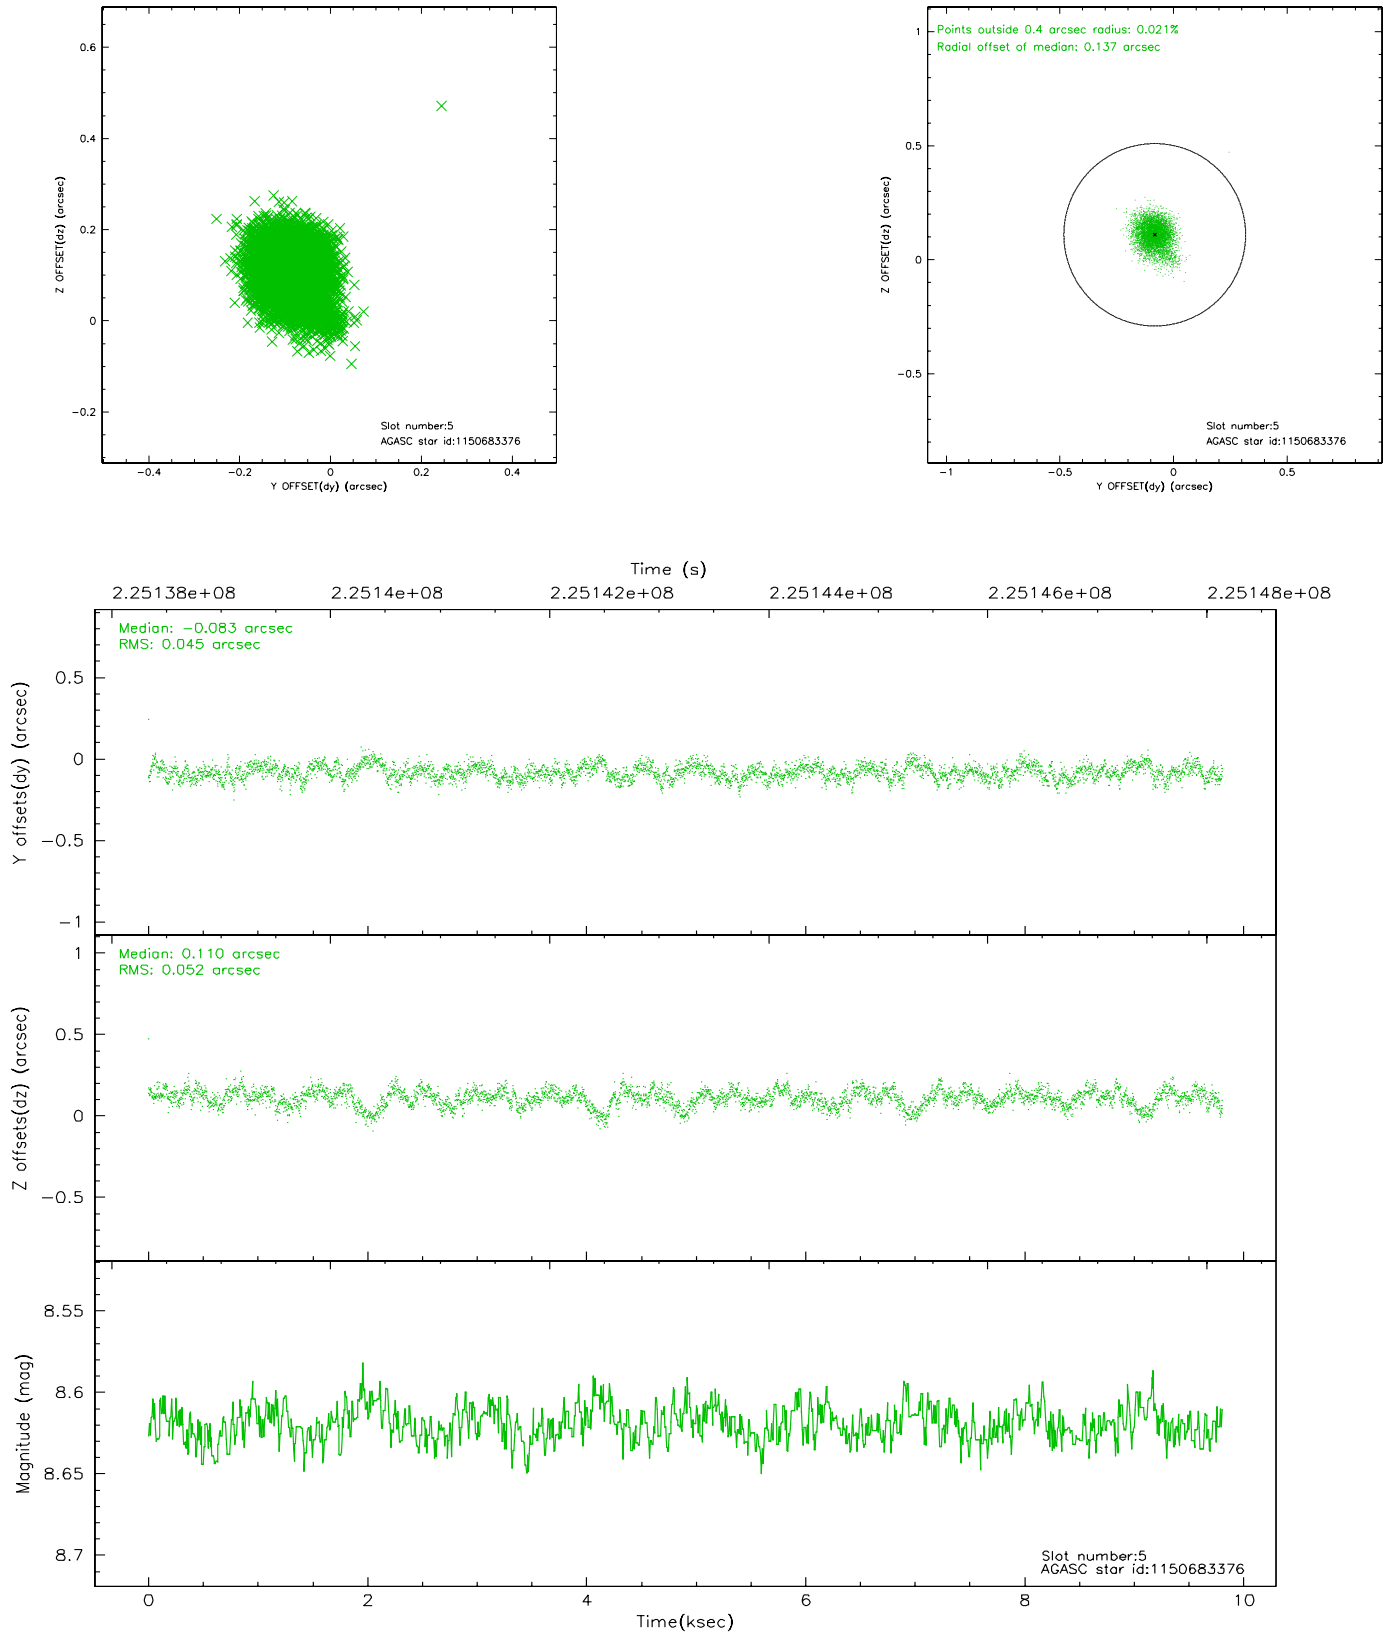 0.6
0.4
0.2
0
−0.2
Z OFFSET(dz) (arcsec)
Slot number:5
AGASC star id:1150683376
−0.4 −0.2 0 0.2 0.4
Y OFFSET(dy) (arcsec)
Points outside 0.4 arcsec radius: 0.021%
Radial offset of median: 0.137 arcsec
1
0.5
0
−0.5
Z OFFSET(dz) (arcsec)
Slot number:5
AGASC star id:1150683376
−1 −0.5 0 0.5
Y OFFSET(dy) (arcsec)
Time (s)
2.25138e+08 2.2514e+08 2.25142e+08 2.25144e+08 2.25146e+08 2.25148e+08
Median: −0.083 arcsec
RMS: 0.045 arcsec
0.5
0
−0.5
−1
Y offsets(dy) (arcsec)
Median: 0.110 arcsec
RMS: 0.052 arcsec
1
0.5
0
−0.5
Z offsets(dz) (arcsec)
8.55
8.6
8.65
8.7
Magnitude (mag)
Slot number:5
AGASC star id:1150683376
0 2 4 6 8 10
Time(ksec)